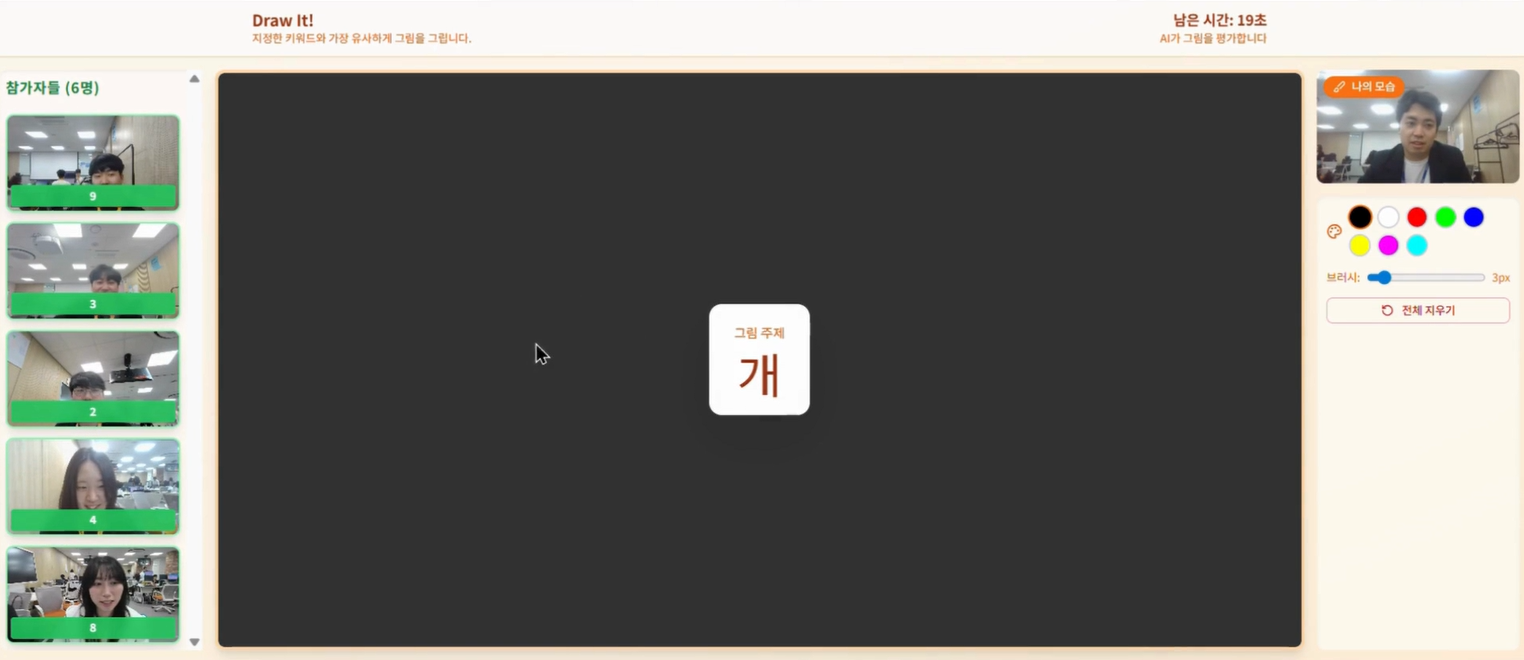 Draw It!
지정한 키워드와 가장 유사하게 그림을 그립니다.
남은 시간: 19초
AI가 그림을 평가합니다
참가자들 (6명)
9
3
2
4
8
그림 주제
개
나의 모습
브러시:
3px
전체 지우기